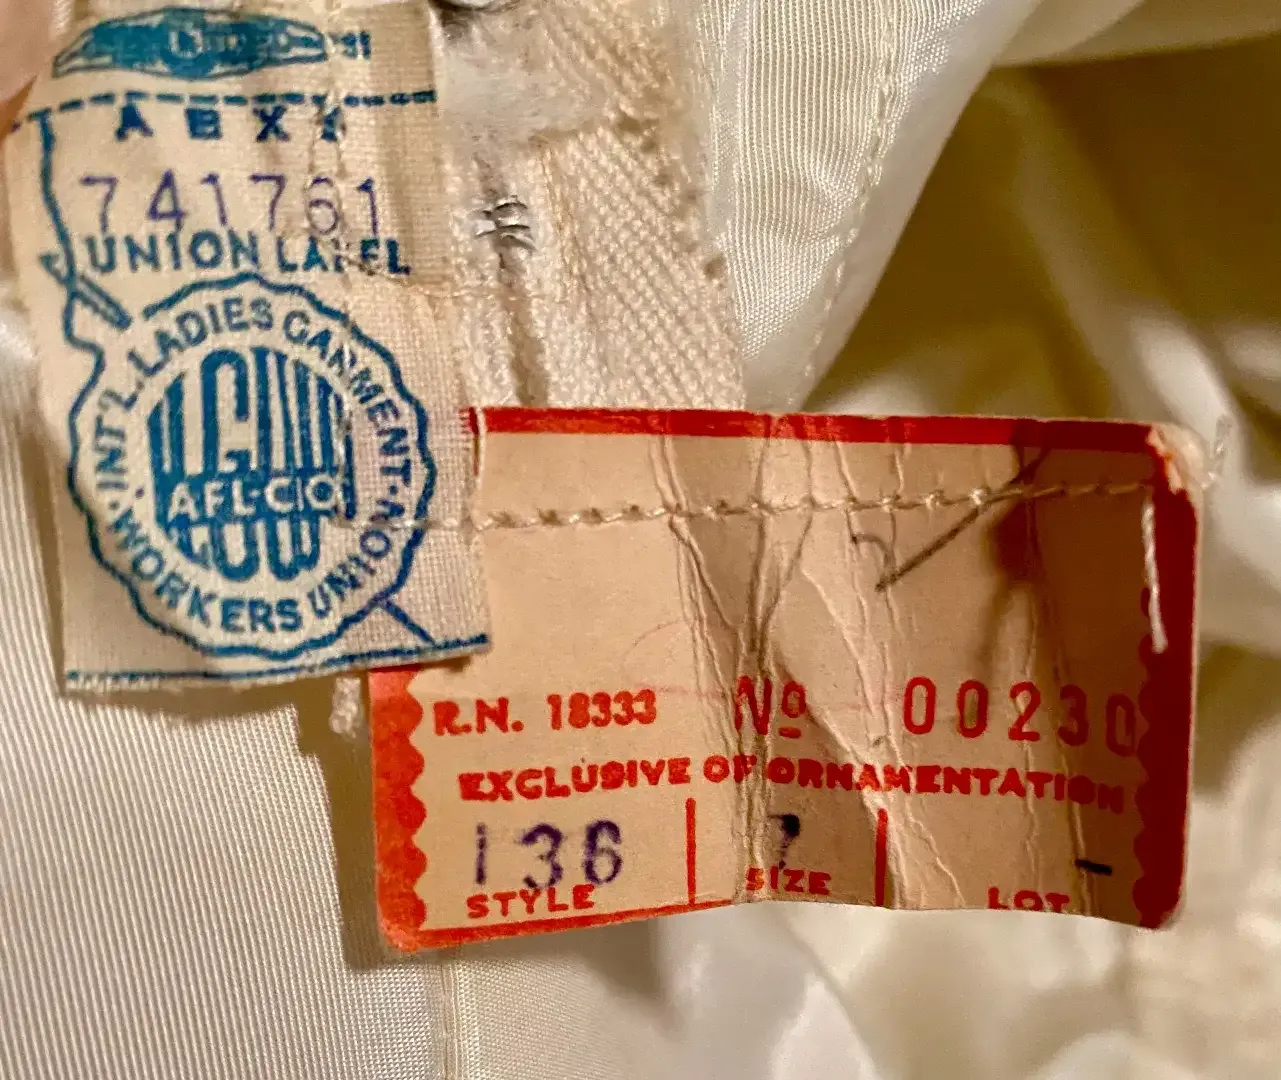 741761
UNION LABEL
INT'L. LADIES GARMENT WORKERS UNION
ILGWU
AFL-CIO
R.N. 18333 No 00230
EXCLUSIVE OF ORNAMENTATION
136 7 -
STYLE SIZE LOT